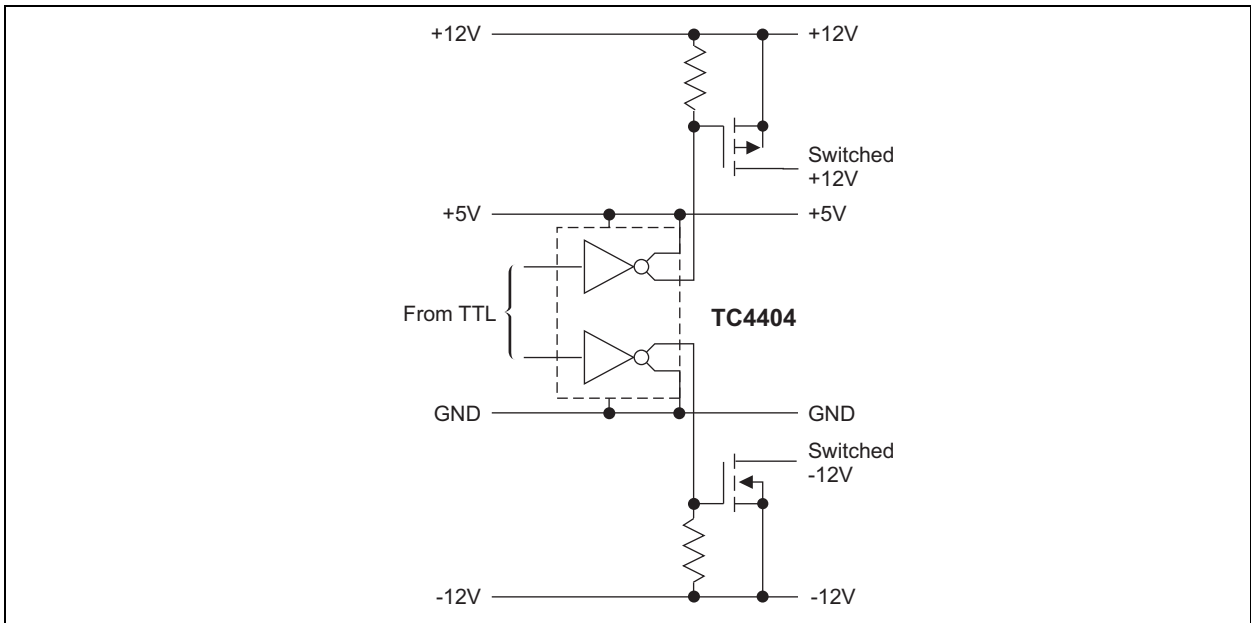 +12V
+12V
Switched
+12V
+5V
+5V
From TTL
TC4404
GND
GND
Switched
-12V
-12V
-12V